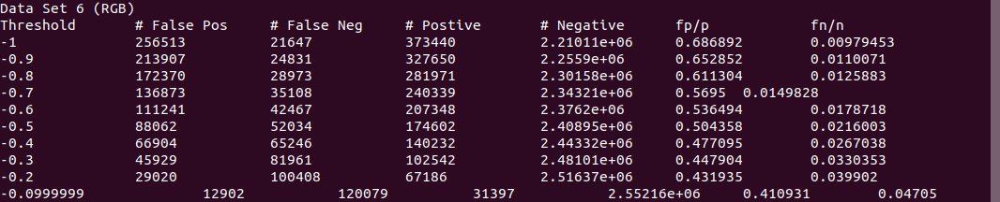 Data Set 6 (RGB)
Threshold # False Pos # False Neg # Postive # Negative fp/p fn/n
-1 256513 21647 373440 2.21011e+06 0.686892 0.00979453
-0.9 213907 24831 327650 2.2559e+06 0.652852 0.0110071
-0.8 172370 28973 281971 2.30158e+06 0.611304 0.0125883
-0.7 136873 35108 240339 2.34321e+06 0.5695 0.0149828
-0.6 111241 42467 207348 2.3762e+06 0.536494 0.0178718
-0.5 88062 52034 174602 2.40895e+06 0.504358 0.0216003
-0.4 66904 65246 140232 2.44332e+06 0.477095 0.0267038
-0.3 45929 81961 102542 2.48101e+06 0.447904 0.0330353
-0.2 29020 100408 67186 2.51637e+06 0.431935 0.039902
-0.0999999 12902 120079 31397 2.55216e+06 0.410931 0.04705